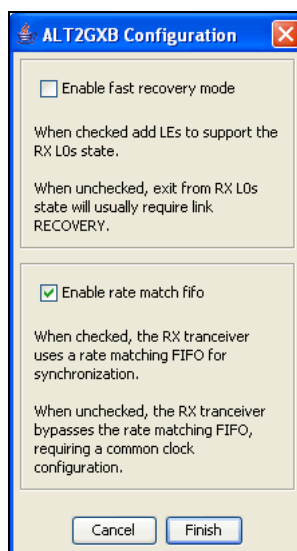 ALT2GXB Configuration
Enable fast recovery mode
When checked add LEs to support the
RX L0s state.
When unchecked, exit from RX L0s
state will usually require link
RECOVERY.
Enable rate match fifo
When checked, the RX tranceiver
uses a rate matching FIFO for
synchronization.
When unchecked, the RX tranceiver
bypasses the rate matching FIFO,
requiring a common clock
configuration.
Cancel Finish